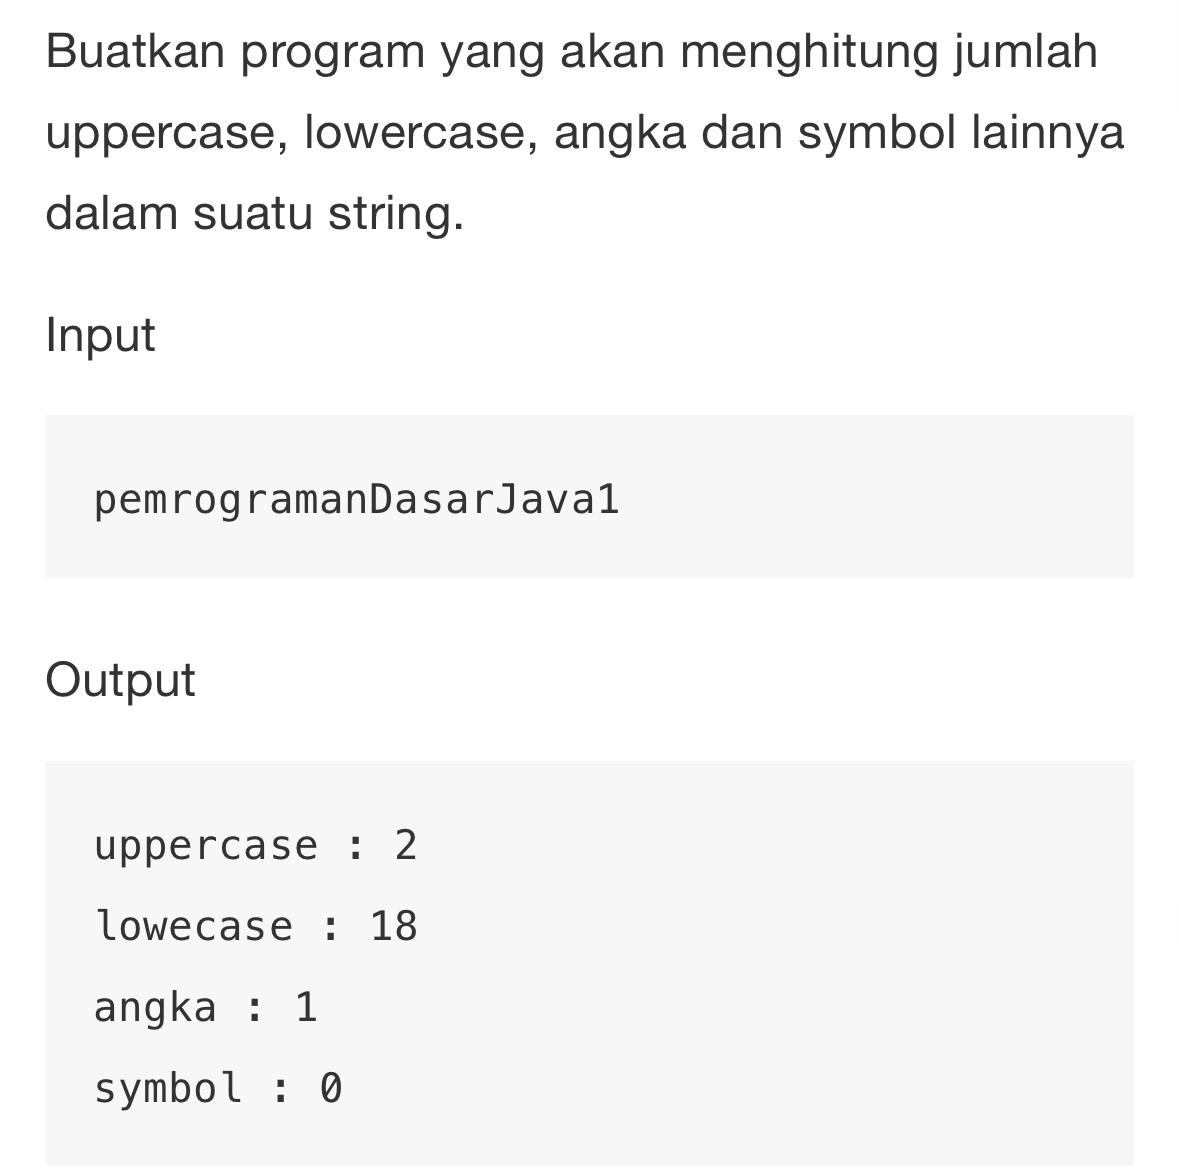 Buatkan program yang akan menghitung jumlah
uppercase, lowercase, angka dan symbol lainnya
dalam suatu string.
Input
pemrogramanDasarJava1
Output
uppercase : 2
lowecase : 18
angka : 1
symbol : 0